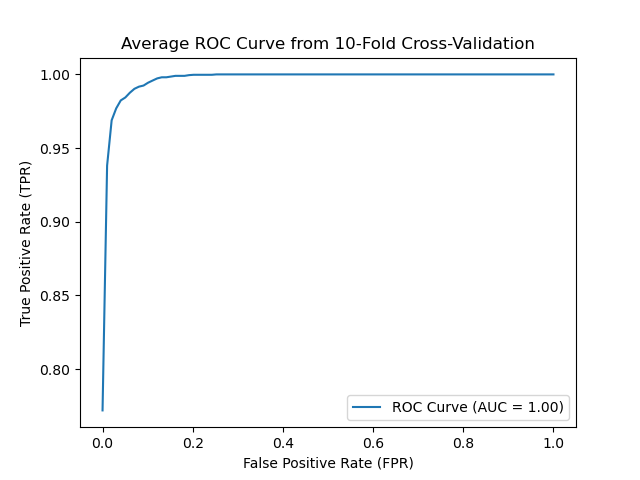 Average ROC Curve from 10-Fold Cross-Validation
1.00
0.95
0.90
0.85
0.80
True Positive Rate (TPR)
ROC Curve (AUC = 1.00)
0.0 0.2 0.4 0.6 0.8 1.0
False Positive Rate (FPR)